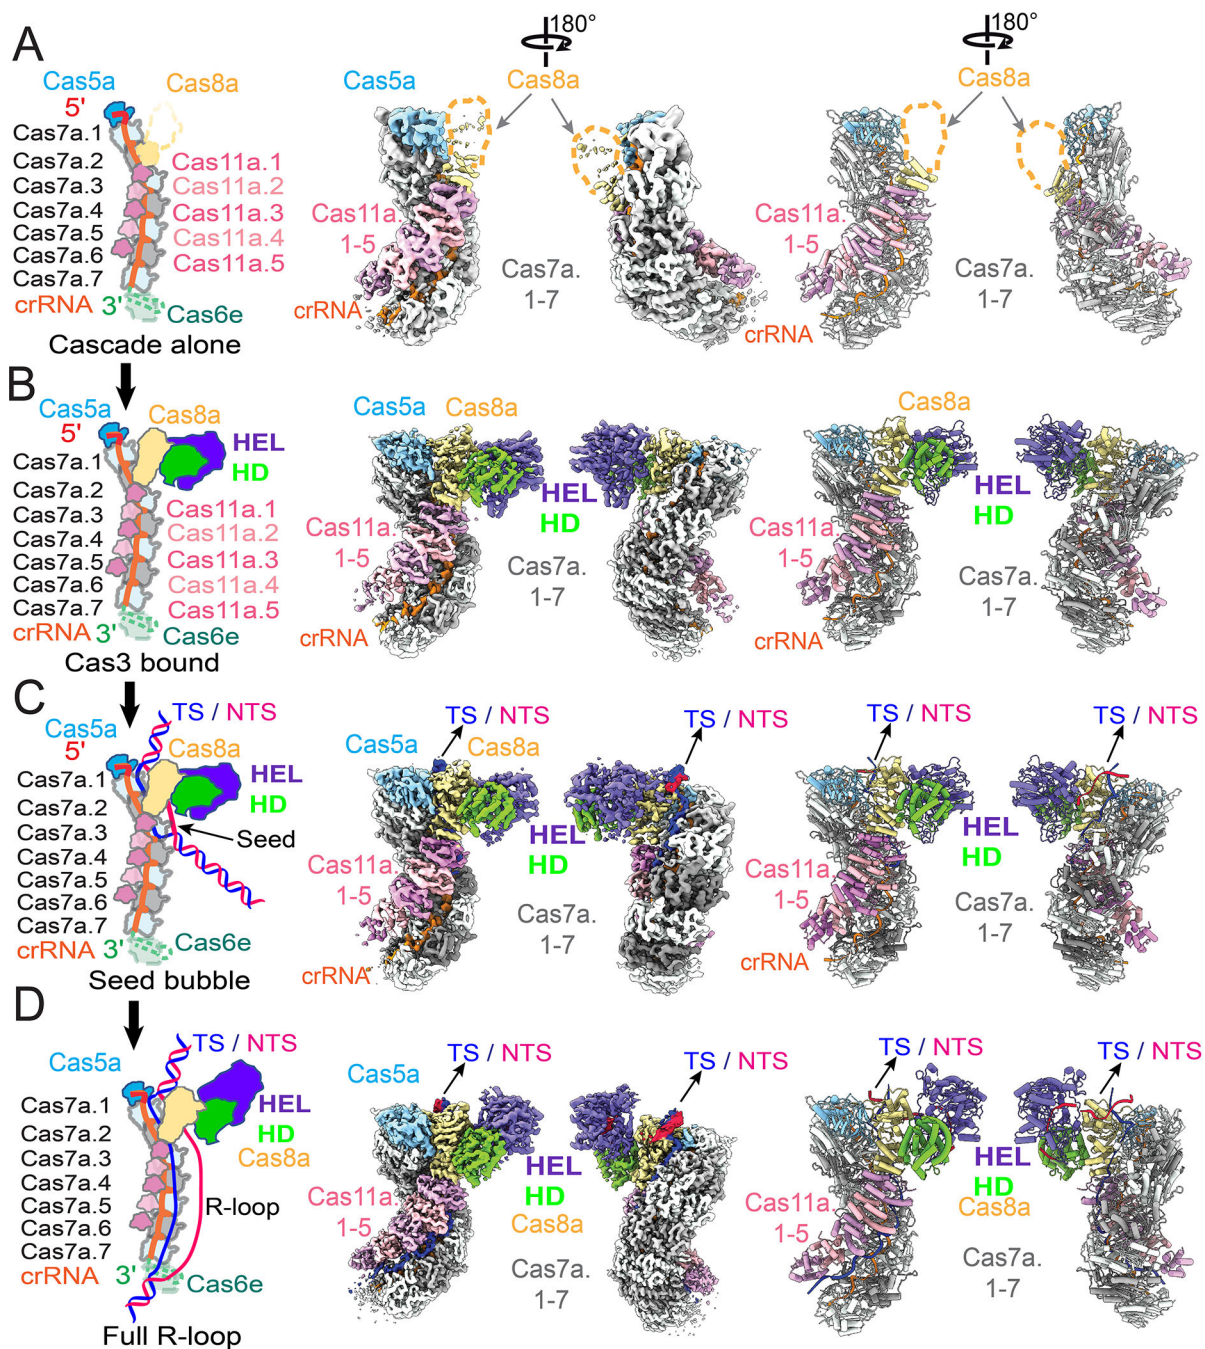 A
180°
180°
Cas5a
Cas8a
Cas5a
Cas8a
Cas8a
5'
Cas7a.1
Cas7a.2
Cas11a.1
Cas7a.3
Cas11a.2
Cas7a.4
Cas11a.3
Cas7a.5
Cas11a.4
Cas7a.6
Cas11a.5
Cas7a.7
crRNA
3'
Cas6e
Cascade alone
Cas11a.
1-5
crRNA
Cas7a.
1-7
Cas11a.
1-5
crRNA
Cas7a.
1-7
B
Cas5a
Cas8a
5'
HEL
HD
Cas7a.1
Cas7a.2
Cas7a.3
Cas11a.1
Cas7a.4
Cas11a.2
Cas7a.5
Cas11a.3
Cas7a.6
Cas11a.4
Cas7a.7
Cas11a.5
crRNA
3'
Cas6e
Cas3 bound
Cas5a
Cas8a
HEL
HD
Cas11a.
1-5
Cas7a.
1-7
crRNA
Cas8a
HEL
HD
Cas11a.
1-5
Cas7a.
1-7
crRNA
C
TS / NTS
Cas5a
5'
Cas8a
Cas7a.1
HEL
HD
Cas7a.2
Cas7a.3
Seed
Cas7a.4
Cas7a.5
Cas7a.6
Cas7a.7
crRNA
3'
Cas6e
Seed bubble
TS / NTS
TS / NTS
Cas5a
Cas8a
HEL
HD
Cas11a.
1-5
Cas7a.
1-7
crRNA
TS / NTS
TS / NTS
HEL
HD
Cas11a.
1-5
Cas7a.
1-7
crRNA
D
TS / NTS
Cas5a
Cas7a.1
HEL
Cas7a.2
HD
Cas7a.3
Cas8a
Cas7a.4
Cas7a.5
R-loop
Cas7a.6
Cas7a.7
crRNA
3'
Cas6e
Full R-loop
TS / NTS
TS / NTS
Cas5a
HEL
HD
Cas8a
Cas11a.
1-5
Cas7a.
1-7
TS / NTS
TS / NTS
HEL
HD
Cas8a
Cas11a.
1-5
Cas7a.
1-7